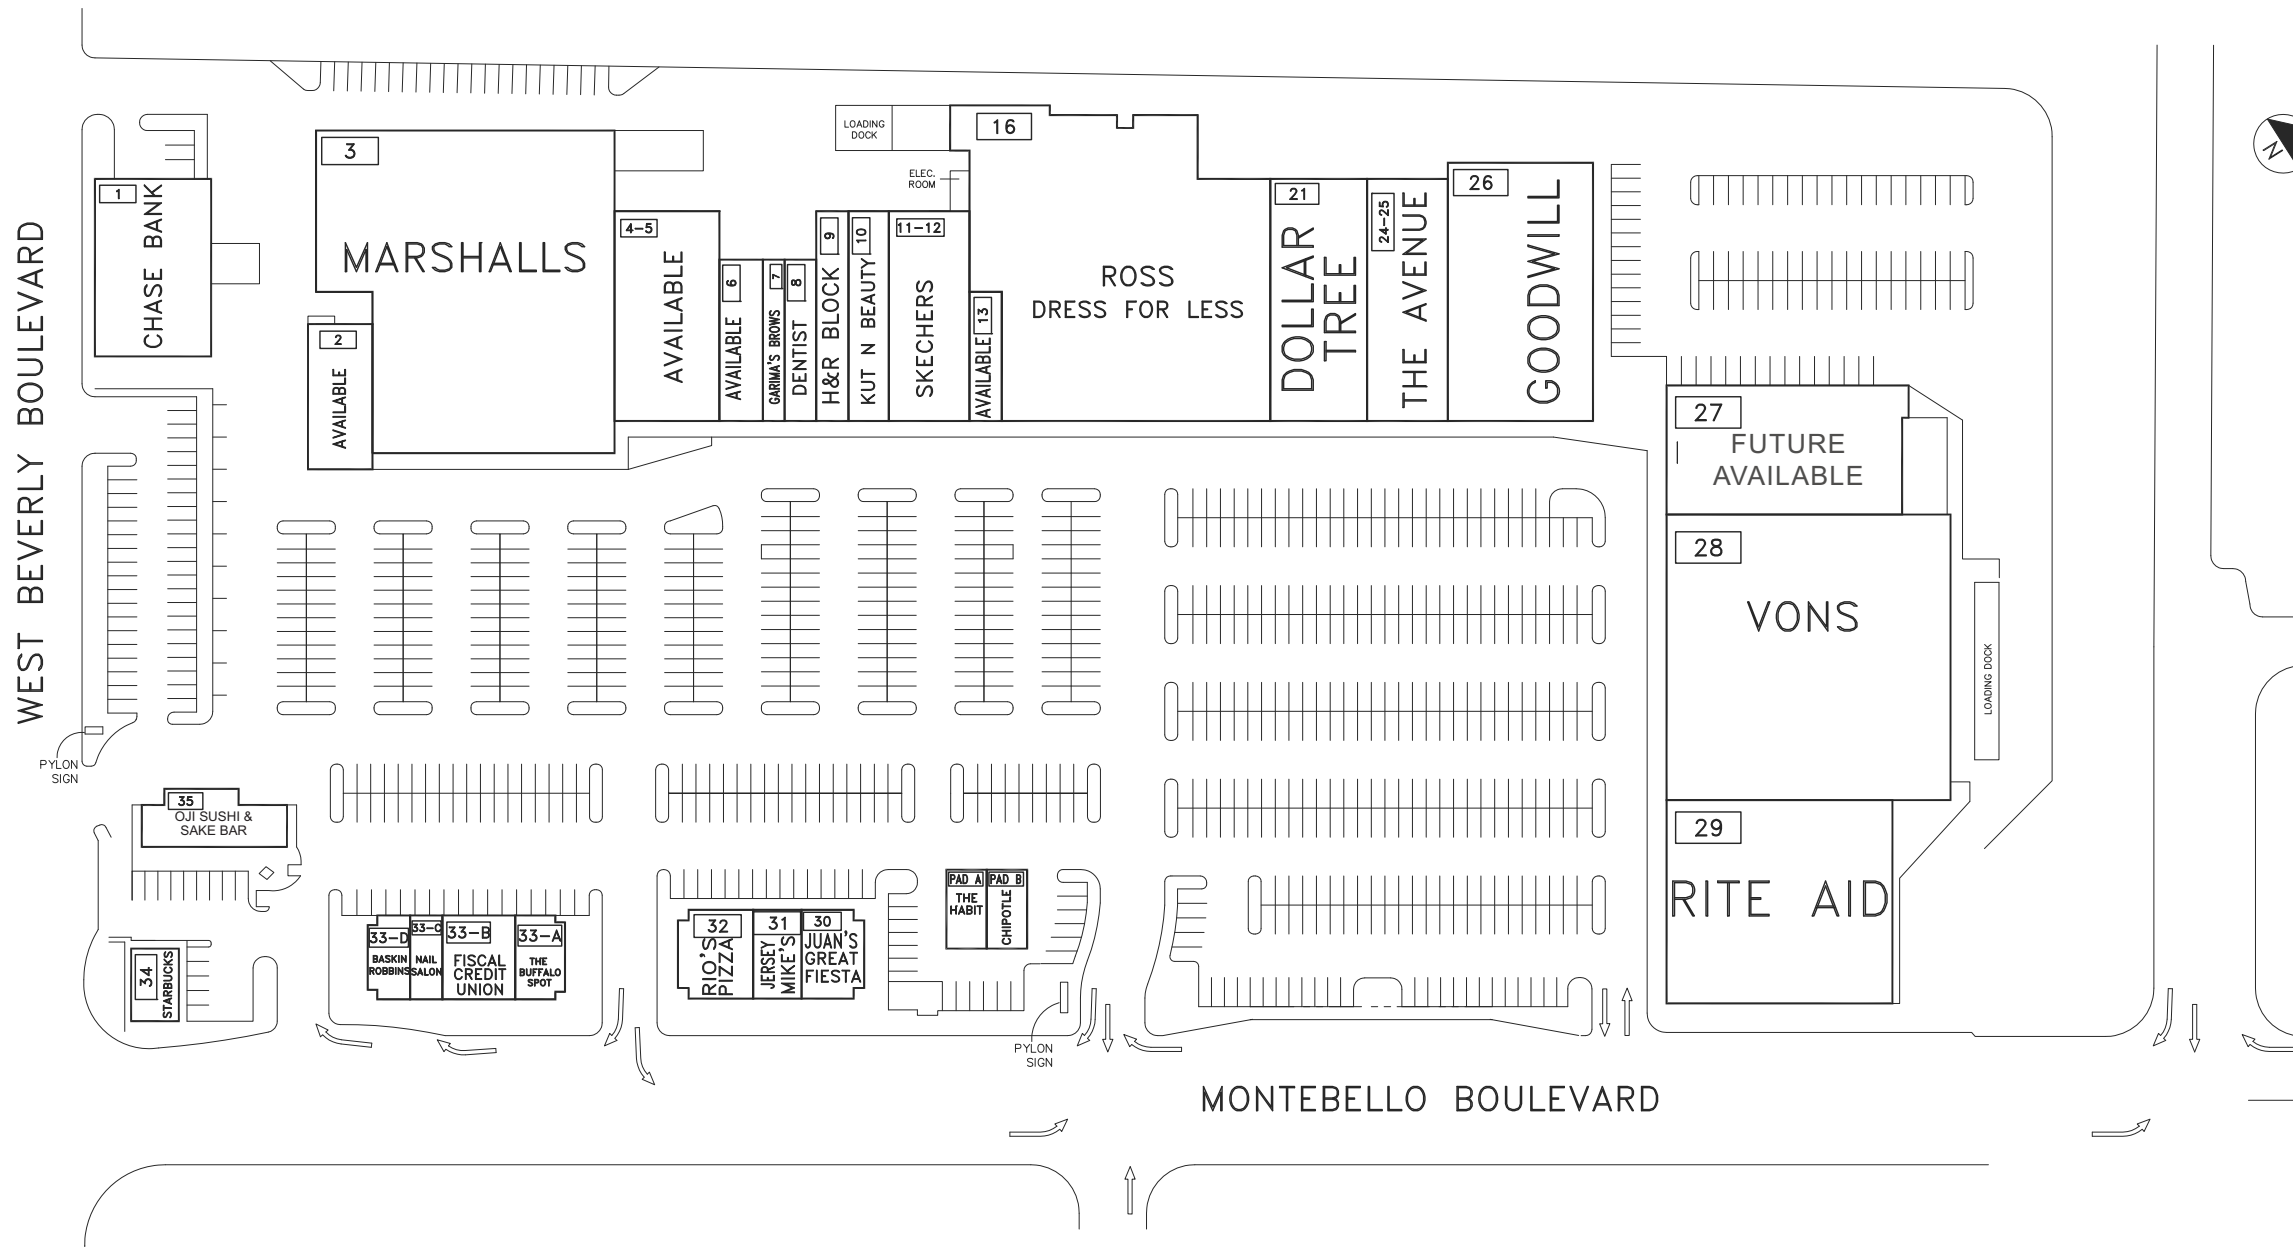 WEST BEVERLY BOULEVARD
1
CHASE BANK
3
MARSHALLS
2
AVAILABLE
4-5
AVAILABLE
6
AVAILABLE
7
GARIMA'S BROWS
8
DENTIST
9
H&R BLOCK
10
KUT N BEAUTY
11-12
SKECHERS
LOADING
DOCK
ELEC.
ROOM
13
AVAILABLE
16
ROSS
DRESS FOR LESS
21
DOLLAR
TREE
24-25
THE AVENUE
26
GOODWILL
N
27
FUTURE
AVAILABLE
28
VONS
LOADING DOCK
29
RITE AID
PYLON
SIGN
35
OJI SUSHI &
SAKE BAR
34
STARBUCKS
33-D
BASKIN
ROBBINS
33-C
NAIL
SALON
33-B
FISCAL
CREDIT
UNION
33-A
THE
BUFFALO
SPOT
32
RIO'S
PIZZA
31
JERSEY
MIKE'S
30
JUAN'S
GREAT
FIESTA
PAD A
THE
HABIT
PAD B
CHIPOTLE
PYLON
SIGN
MONTEBELLO BOULEVARD